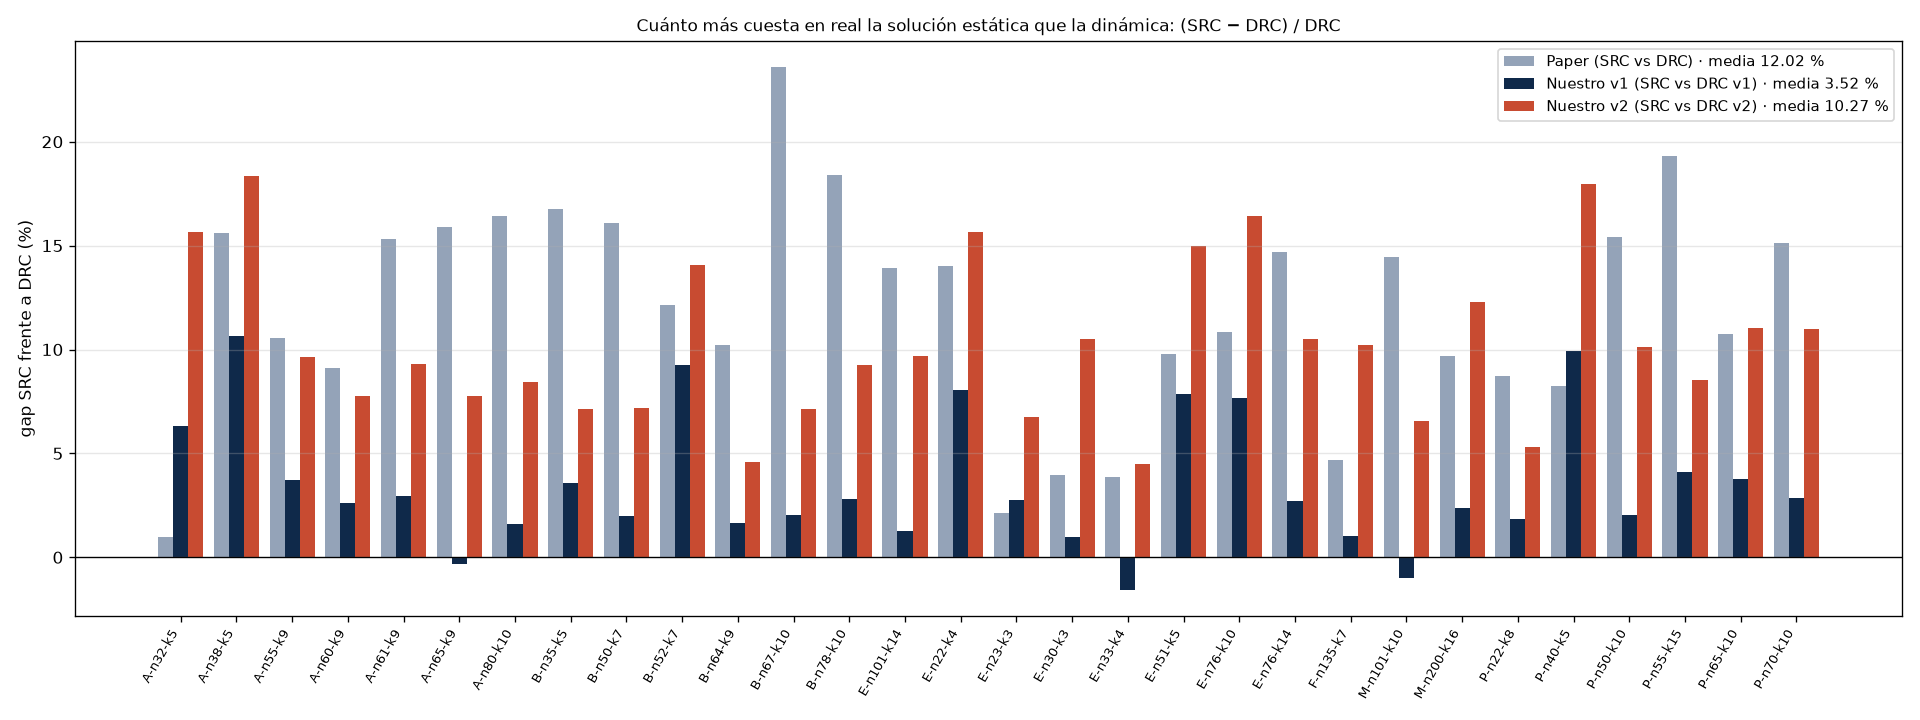 Cuánto más cuesta en real la solución estática que la dinámica: (SRC − DRC) / DRC
Paper (SRC vs DRC) · media 12.02 %
Nuestro v1 (SRC vs DRC v1) · media 3.52 %
Nuestro v2 (SRC vs DRC v2) · media 10.27 %
gap SRC frente a DRC (%)
20
15
10
5
0
A-n32-k5
A-n38-k5
A-n55-k9
A-n60-k9
A-n61-k9
A-n65-k9
A-n80-k10
B-n35-k5
B-n50-k7
B-n52-k7
B-n64-k9
B-n67-k10
B-n78-k10
E-n101-k14
E-n22-k4
E-n23-k3
E-n30-k3
E-n33-k4
E-n51-k5
E-n76-k10
E-n76-k14
F-n135-k7
M-n101-k10
M-n200-k16
P-n22-k8
P-n40-k5
P-n50-k10
P-n55-k15
P-n65-k10
P-n70-k10